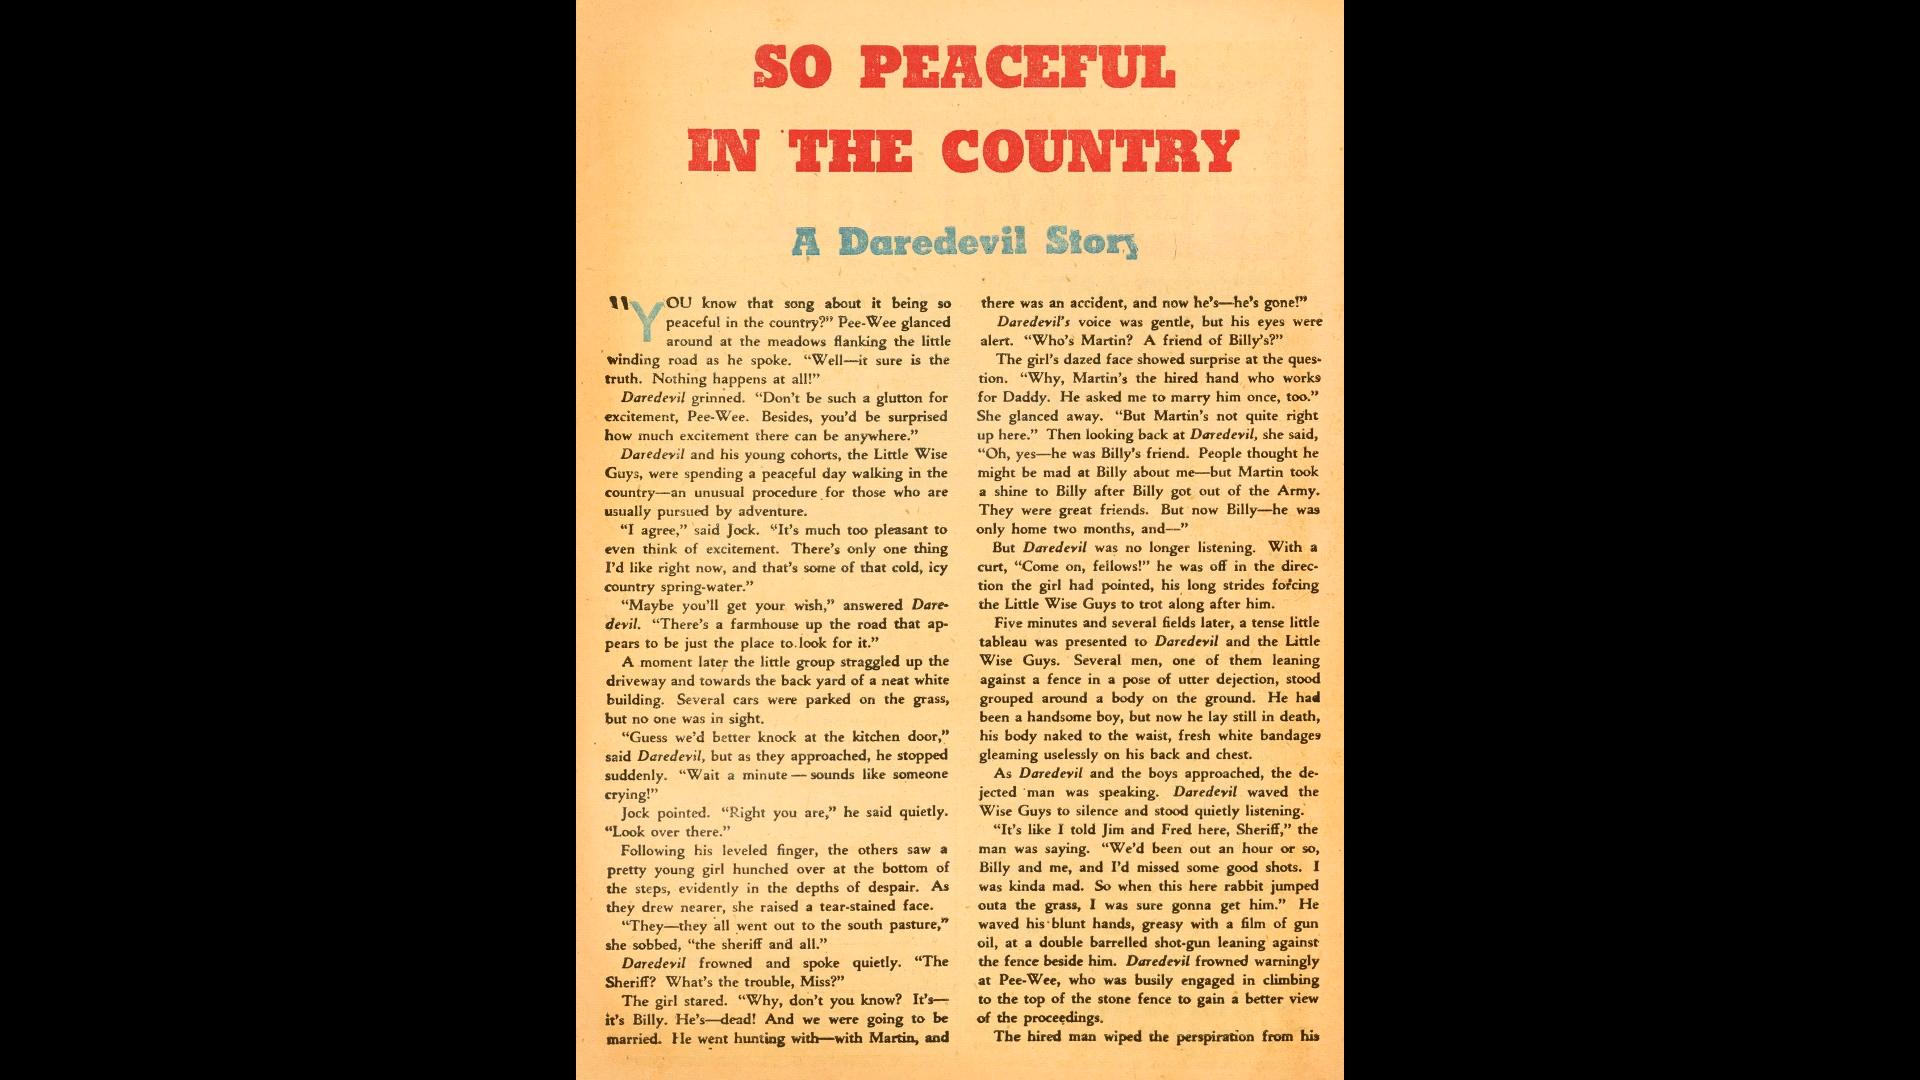 SO PEACEFUL
IN THE COUNTRY
A Daredevil Story
"YOU know that song about it being so
peaceful in the country?" Pee-Wee glanced
around at the meadows flanking the little
winding road as he spoke. "Well—it sure is the
truth. Nothing happens at all!"
Daredevil grinned. "Don't be such a glutton for
excitement, Pee-Wee. Besides, you'd be surprised
how much excitement there can be anywhere."
Daredevil and his young cohorts, the Little Wise
Guys, were spending a peaceful day walking in the
country—an unusual procedure for those who are
usually pursued by adventure.
"I agree," said Jock. "It's much too pleasant to
even think of excitement. There's only one thing
I'd like right now, and that's some of that cold, icy
country spring-water."
"Maybe you'll get your wish," answered Dare-
devil. "There's a farmhouse up the road that ap-
pears to be just the place to look for it."
A moment later the little group straggled up the
driveway and towards the back yard of a neat white
building. Several cars were parked on the grass,
but no one was in sight.
"Guess we'd better knock at the kitchen door,"
said Daredevil, but as they approached, he stopped
suddenly. "Wait a minute — sounds like someone
crying!"
Jock pointed. "Right you are," he said quietly.
"Look over there."
Following his leveled finger, the others saw a
pretty young girl hunched over at the bottom of
the steps, evidently in the depths of despair. As
they drew nearer, she raised a tear-stained face.
"They—they all went out to the south pasture,"
she sobbed, "the sheriff and all."
Daredevil frowned and spoke quietly. "The
Sheriff? What's the trouble, Miss?"
The girl stared. "Why, don't you know? It's—
it's Billy. He's—dead! And we were going to be
married. He went hunting with—with Martin, and
there was an accident, and now he's—he's gone!"
Daredevil's voice was gentle, but his eyes were
alert. "Who's Martin? A friend of Billy's?"
The girl's dazed face showed surprise at the ques-
tion. "Why, Martin's the hired hand who works
for Daddy. He asked me to marry him once, too."
She glanced away. "But Martin's not quite right
up here." Then looking back at Daredevil, she said,
"Oh, yes—he was Billy's friend. People thought he
might be mad at Billy about me—but Martin took
a shine to Billy after Billy got out of the Army.
They were great friends. But now Billy—he was
only home two months, and—"
But Daredevil was no longer listening. With a
curt, "Come on, fellows!" he was off in the direc-
tion the girl had pointed, his long strides forcing
the Little Wise Guys to trot along after him.
Five minutes and several fields later, a tense little
tableau was presented to Daredevil and the Little
Wise Guys. Several men, one of them leaning
against a fence in a pose of utter dejection, stood
grouped around a body on the ground. He had
been a handsome boy, but now he lay still in death,
his body naked to the waist, fresh white bandages
gleaming uselessly on his back and chest.
As Daredevil and the boys approached, the de-
jected man was speaking. Daredevil waved the
Wise Guys to silence and stood quietly listening.
"It's like I told Jim and Fred here, Sheriff," the
man was saying. "We'd been out an hour or so,
Billy and me, and I'd missed some good shots. I
was kinda mad. So when this here rabbit jumped
outa the grass, I was sure gonna get him." He
waved his blunt hands, greasy with a film of gun
oil, at a double barrelled shot-gun leaning against
the fence beside him. Daredevil frowned warningly
at Pee-Wee, who was busily engaged in climbing
to the top of the stone fence to gain a better view
of the proceedings.
The hired man wiped the perspiration from his